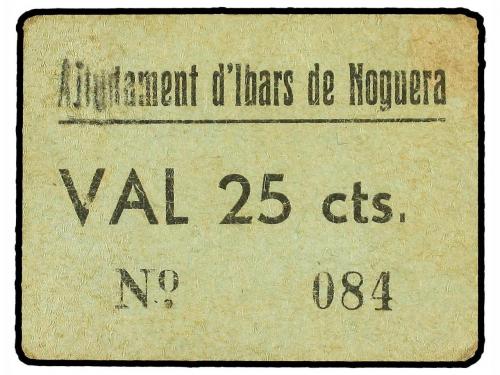 Ajuntament d'Ibars de Noguera
VAL 25 cts.
Nº 084